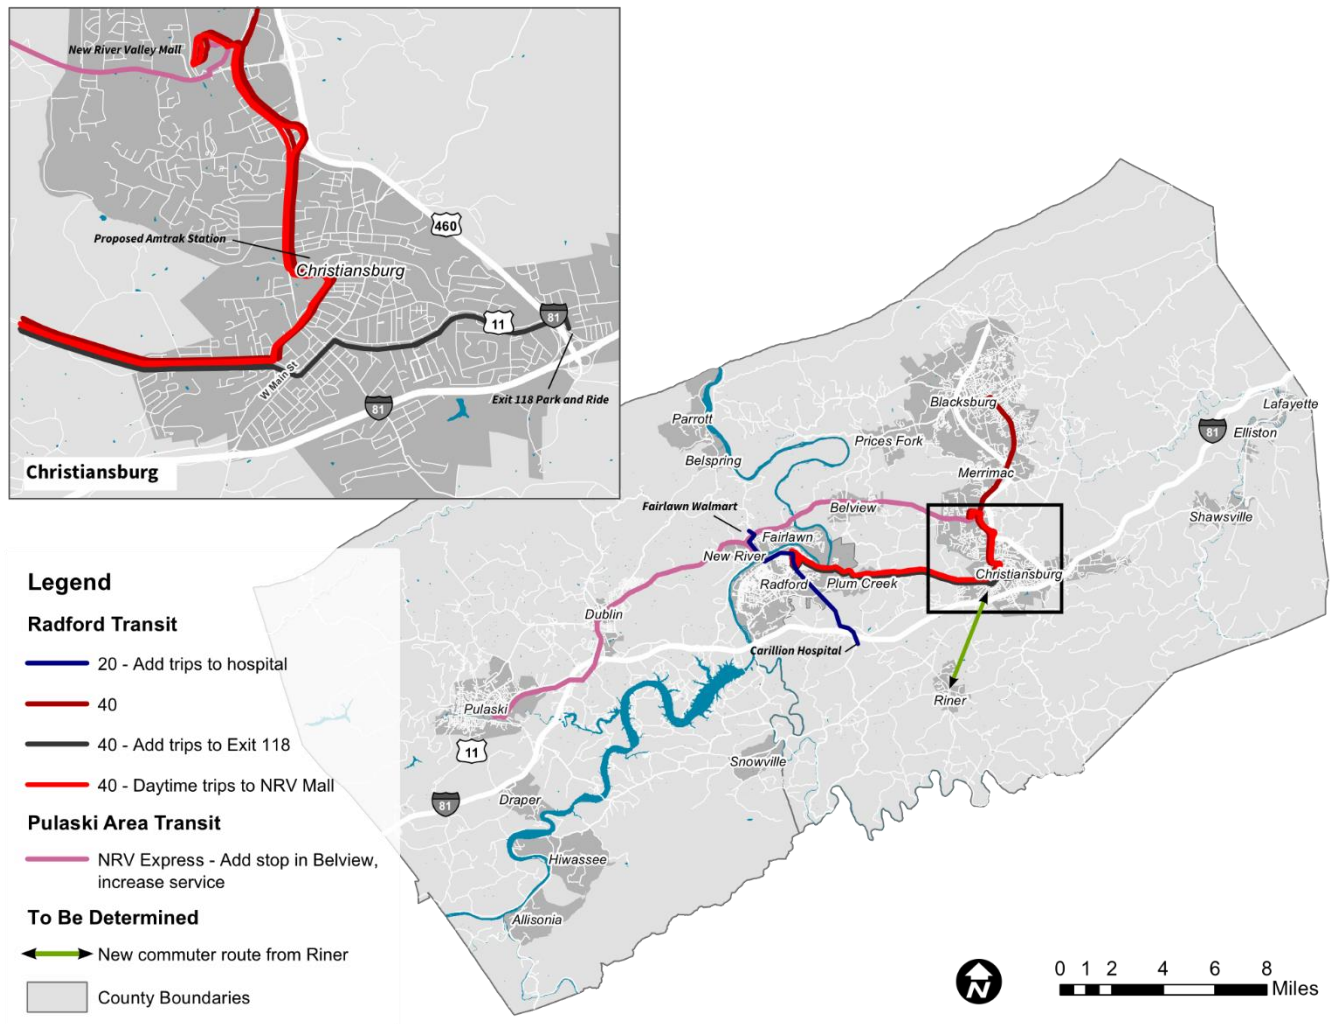 New River Valley Mall
460
Proposed Amtrak Station
Christiansburg
81
11
W Main St
81
Exit 118 Park and Ride
Christiansburg
Blacksburg
Lafayette
Parrott
81
Elliston
Prices Fork
Belspring
Merrimac
Fairlawn Walmart
Belview
Shawsville
Fairlawn
New River
Christiansburg
Radford
Plum Creek
Dublin
Carillion Hospital
Riner
Pulaski
11
Snowville
Draper
81
Hiwassee
Allisonia
Legend
Radford Transit
20 - Add trips to hospital
40
40 - Add trips to Exit 118
40 - Daytime trips to NRV Mall
Pulaski Area Transit
NRV Express - Add stop in Belview,
increase service
To Be Determined
New commuter route from Riner
County Boundaries
N
0 1 2 4 6 8
Miles